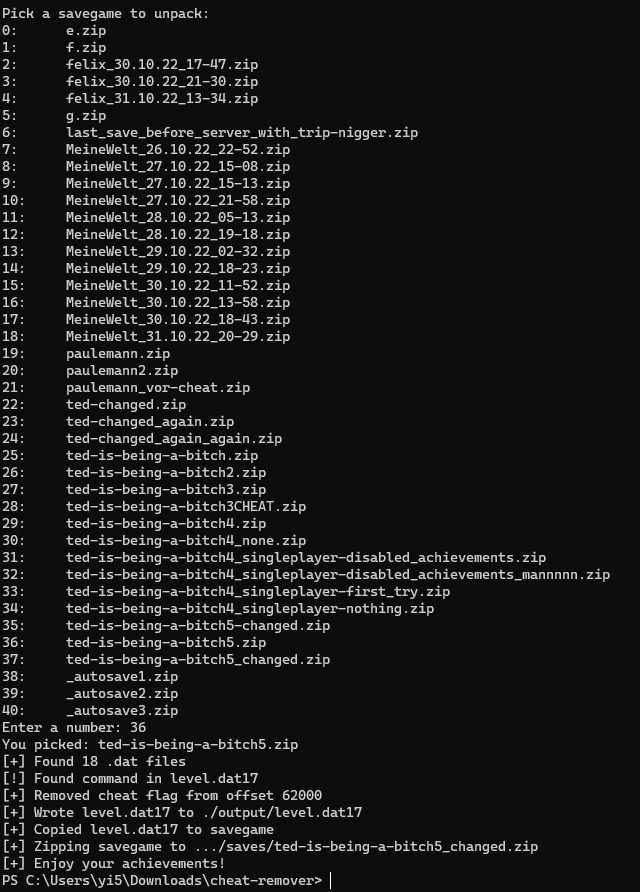 Pick a savegame to unpack:
0: e.zip
1: f.zip
2: felix_30.10.22_17-47.zip
3: felix_30.10.22_21-30.zip
4: felix_31.10.22_13-34.zip
5: g.zip
6: last_save_before_server_with_trip-nigger.zip
7: MeineWelt_26.10.22_22-52.zip
8: MeineWelt_27.10.22_15-08.zip
9: MeineWelt_27.10.22_15-13.zip
10: MeineWelt_27.10.22_21-58.zip
11: MeineWelt_28.10.22_05-13.zip
12: MeineWelt_28.10.22_19-18.zip
13: MeineWelt_29.10.22_02-32.zip
14: MeineWelt_29.10.22_18-23.zip
15: MeineWelt_30.10.22_11-52.zip
16: MeineWelt_30.10.22_13-58.zip
17: MeineWelt_30.10.22_18-43.zip
18: MeineWelt_31.10.22_20-29.zip
19: paulemann.zip
20: paulemann2.zip
21: paulemann_vor-cheat.zip
22: ted-changed.zip
23: ted-changed_again.zip
24: ted-changed_again_again.zip
25: ted-is-being-a-bitch.zip
26: ted-is-being-a-bitch2.zip
27: ted-is-being-a-bitch3.zip
28: ted-is-being-a-bitch3CHEAT.zip
29: ted-is-being-a-bitch4.zip
30: ted-is-being-a-bitch4_none.zip
31: ted-is-being-a-bitch4_singleplayer-disabled_achievements.zip
32: ted-is-being-a-bitch4_singleplayer-disabled_achievements_mannnnn.zip
33: ted-is-being-a-bitch4_singleplayer-first_try.zip
34: ted-is-being-a-bitch4_singleplayer-nothing.zip
35: ted-is-being-a-bitch5-changed.zip
36: ted-is-being-a-bitch5.zip
37: ted-is-being-a-bitch5_changed.zip
38: _autosave1.zip
39: _autosave2.zip
40: _autosave3.zip
Enter a number: 36
You picked: ted-is-being-a-bitch5.zip
[+] Found 18 .dat files
[!] Found command in level.dat17
[+] Removed cheat flag from offset 62000
[+] Wrote level.dat17 to ./output/level.dat17
[+] Copied level.dat17 to savegame
[+] Zipping savegame to .../saves/ted-is-being-a-bitch5_changed.zip
[+] Enjoy your achievements!
PS C:\Users\yi5\Downloads\cheat-remover>